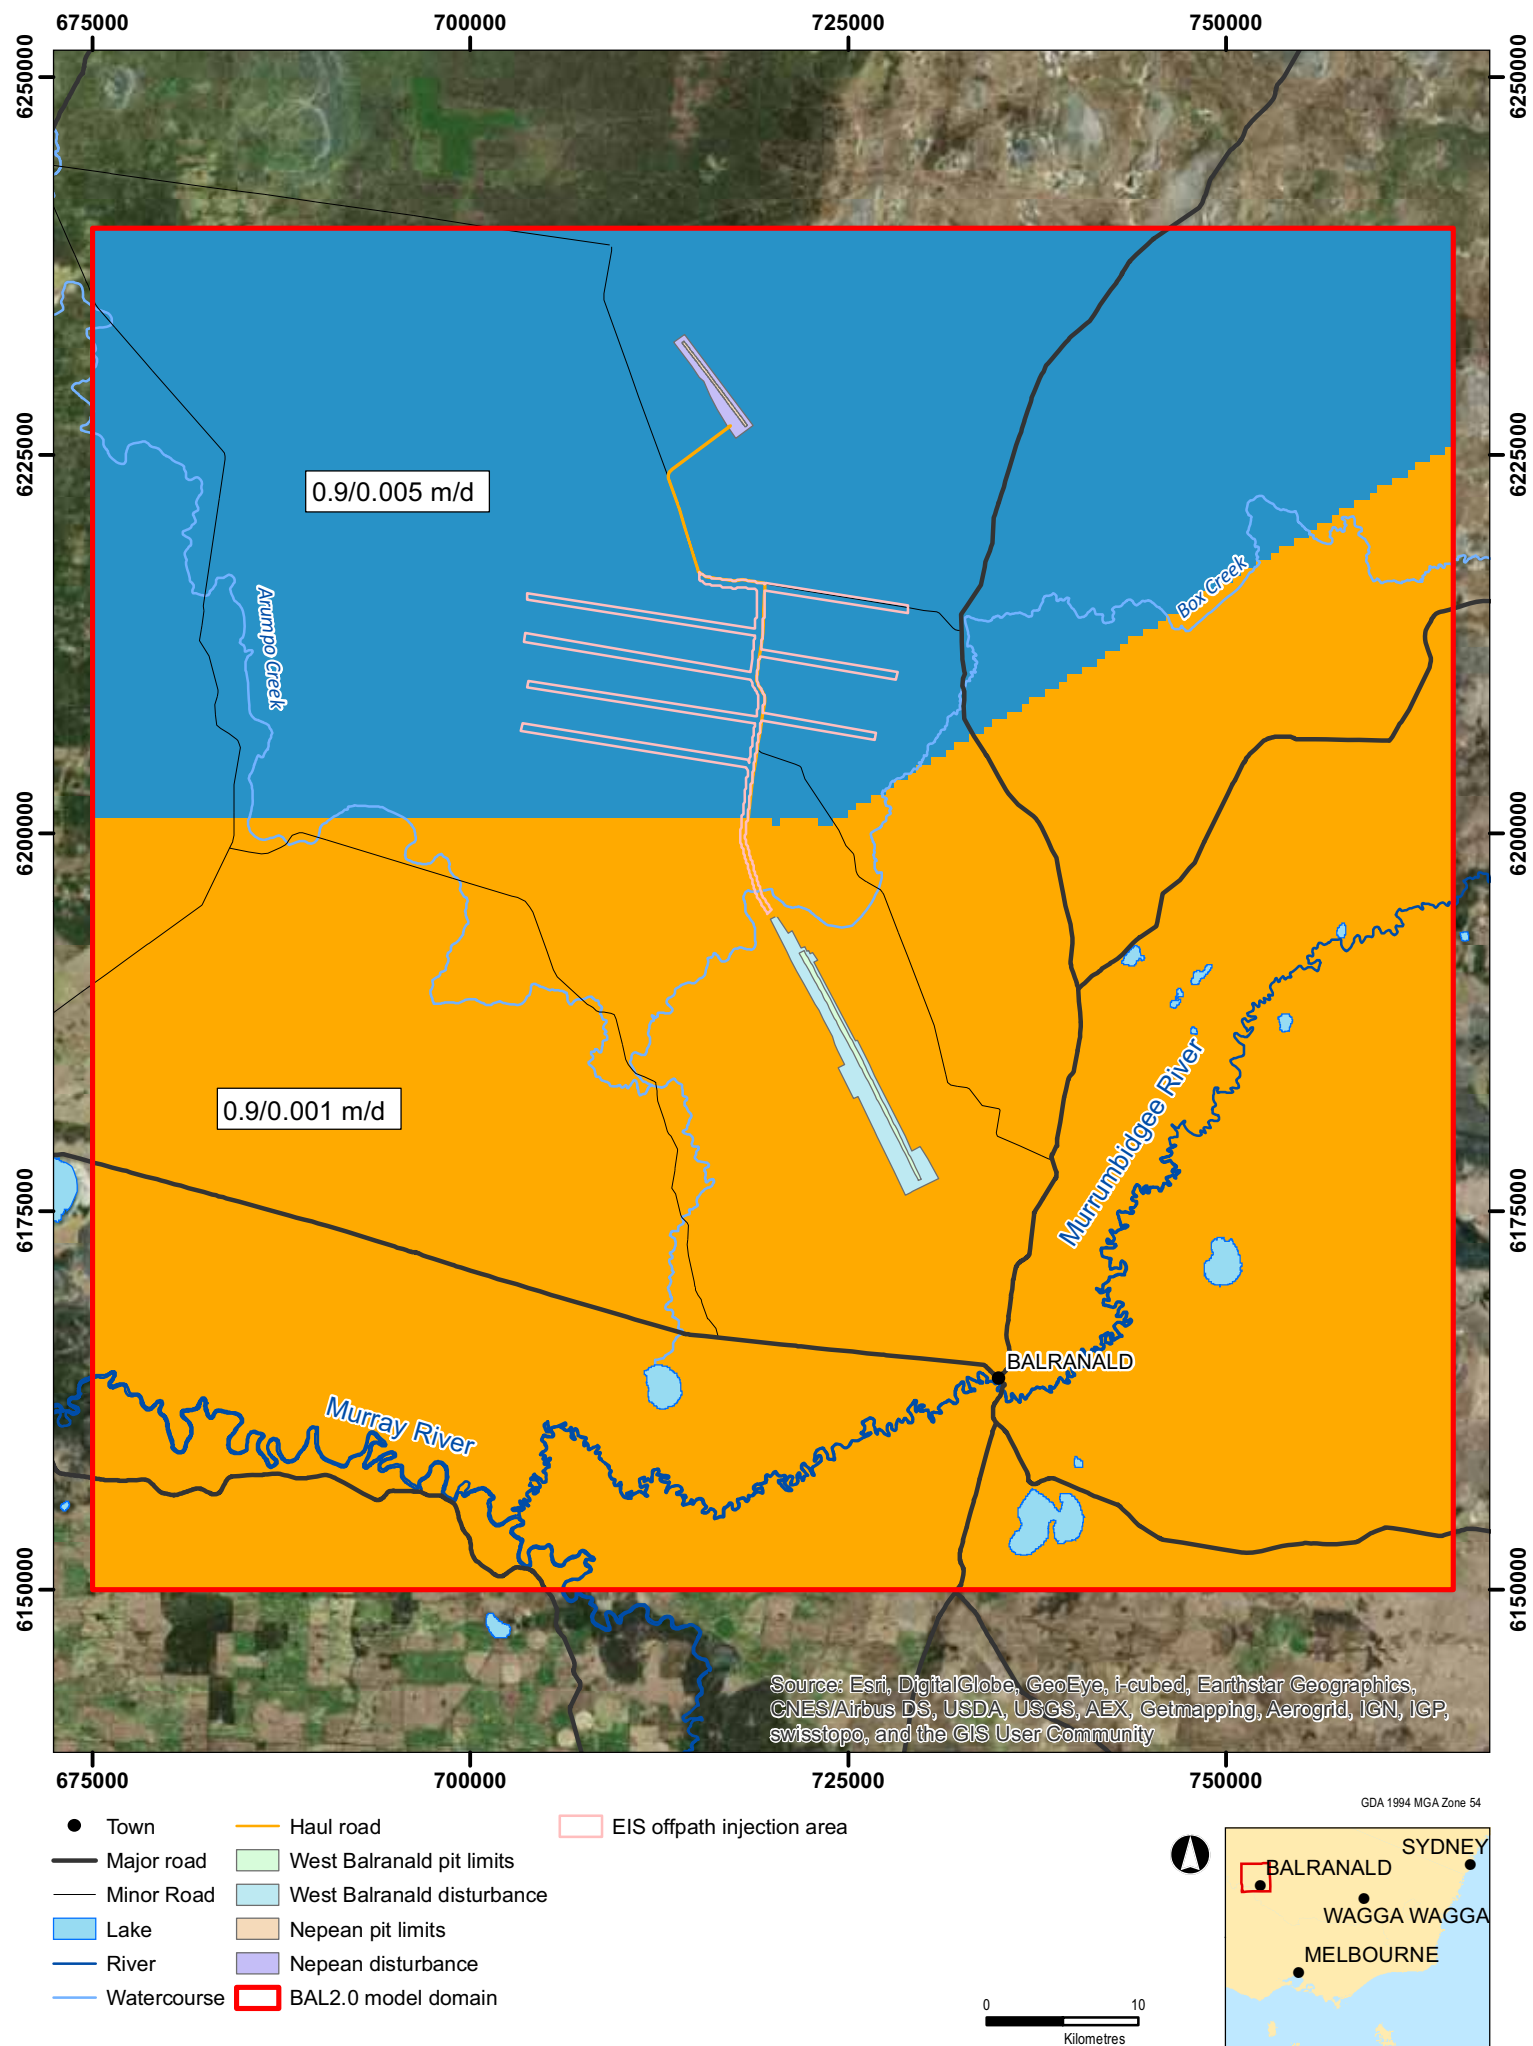 675000
700000
725000
750000
6250000
6250000
6225000
6225000
0.9/0.005 m/d
Arumpo Creek
Box Creek
6200000
6200000
0.9/0.001 m/d
Murrumbidgee River
6175000
6175000
BALRANALD
Murray River
6150000
6150000
Source: Esri, DigitalGlobe, GeoEye, i-cubed, Earthstar Geographics,
CNES/Airbus DS, USDA, USGS, AEX, Getmapping, Aerogrid, IGN, IGP,
swisstopo, and the GIS User Community
675000
700000
725000
750000
GDA 1994 MGA Zone 54
Town
Major road
Minor Road
Lake
River
Watercourse
Haul road
West Balranald pit limits
West Balranald disturbance
Nepean pit limits
Nepean disturbance
BAL2.0 model domain
EIS offpath injection area
0
10
Kilometres
SYDNEY
BALRANALD
WAGGA WAGGA
MELBOURNE